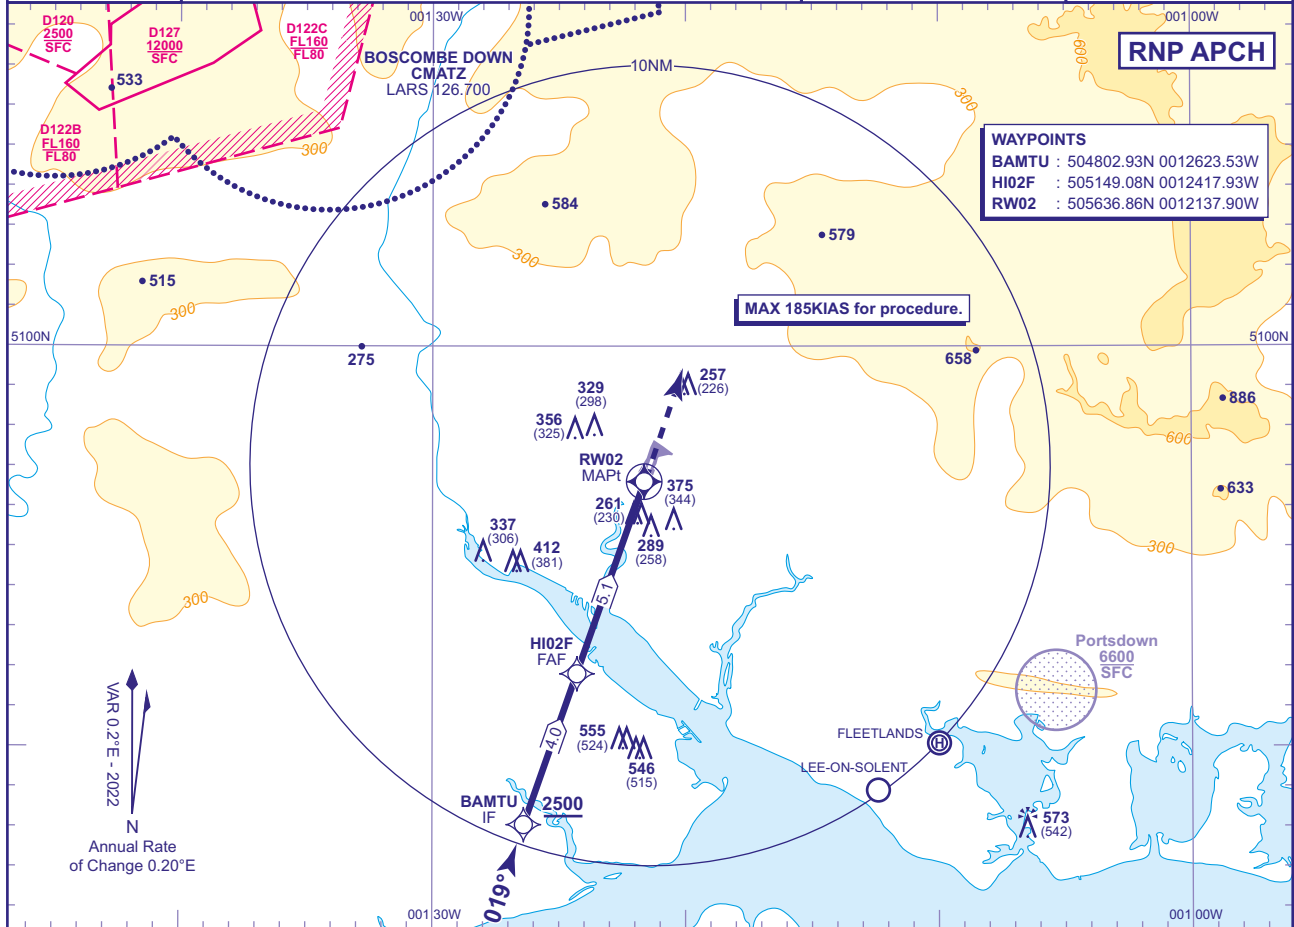 001 30W
001 00W
D120
2500
SFC
D127
12000
SFC
D122C
FL160
FL80
BOSCOMBE DOWN
CMATZ
LARS 126.700
10NM
600
RNP APCH
533
300
D122B
FL160
FL80
300
WAYPOINTS
BAMTU : 504802.93N 0012623.53W
HI02F : 505149.08N 0012417.93W
RW02 : 505636.86N 0012137.90W
584
579
300
515
300
MAX 185KIAS for procedure.
5100N
5100N
275
658
257
(226)
329
(298)
356
(325)
886
600
RW02
MAPt
375
(344)
633
261
(230)
337
(306)
412
(381)
289
(258)
300
300
5.1
HI02F
FAF
Portsdown
6600
SFC
VAR 0.2°E - 2022
4.0
555
(524)
546
(515)
FLEETLANDS
H
LEE-ON-SOLENT
BAMTU
IF
2500
573
(542)
N
Annual Rate
of Change 0.20°E
019°
001 30W
001 00W